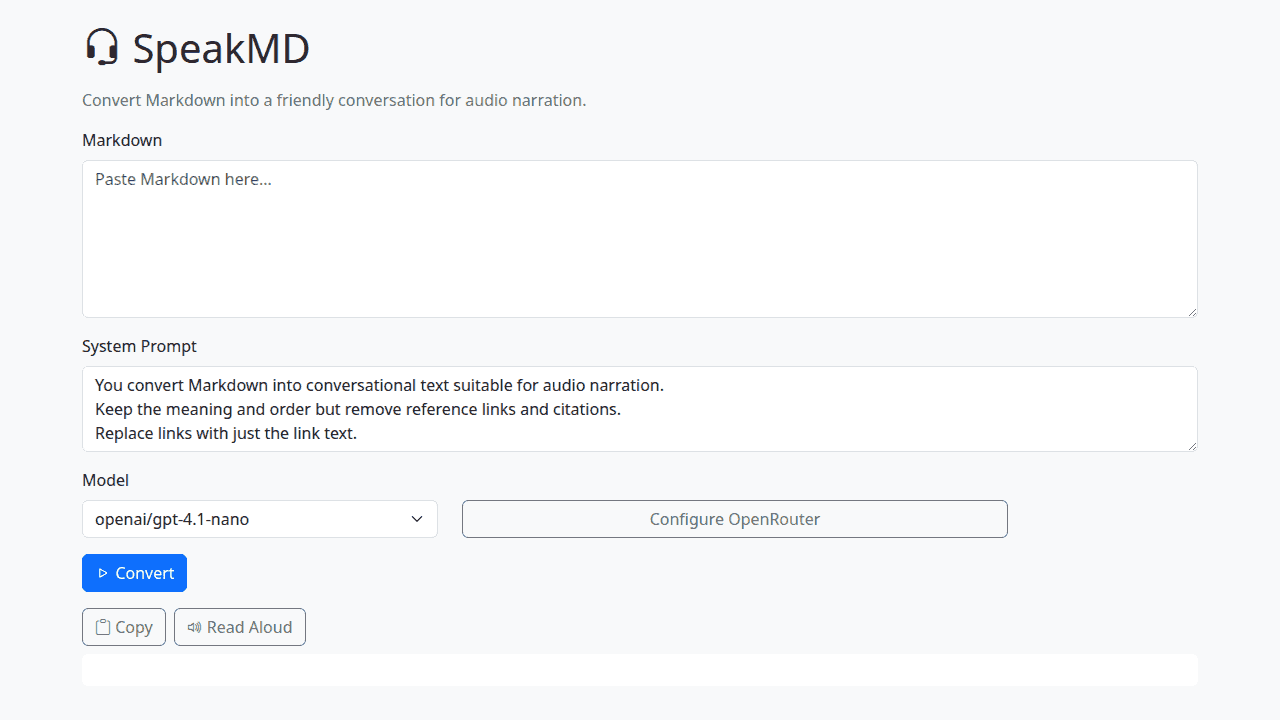 SpeakMD
Convert Markdown into a friendly conversation for audio narration.
Markdown
Paste Markdown here...
System Prompt
You convert Markdown into conversational text suitable for audio narration.
Keep the meaning and order but remove reference links and citations.
Replace links with just the link text.
Model
openai/gpt-4.1-nano
Configure OpenRouter
Convert
Copy
Read Aloud